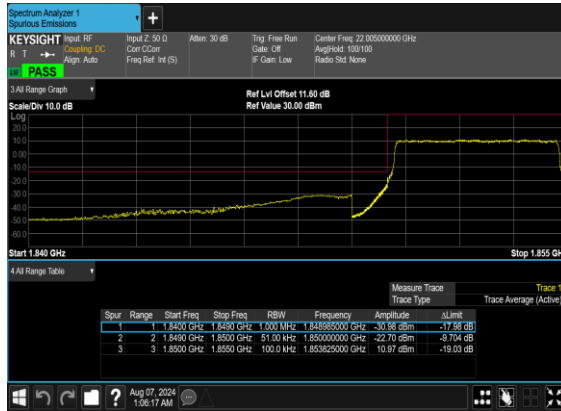 Spectrum Analyzer 1
Spurious Emissions
KEYSIGHT
R T
PASS
Input: RF
Coupling: DC
Align: Auto
Input Z: 50 Ω
Corr CCorr
Freq Ref: Int (S)
Atten: 30 dB
Trig: Free Run
Gate: Off
IF Gain: Low
Center Freq: 22.005000000 GHz
Avg|Hold: 100/100
Radio Std: None
3 All Range Graph
Scale/Div 10.0 dB
Ref Lvl Offset 11.60 dB
Ref Value 30.00 dBm
Log
20.0
10.0
0.00
-10.0
-20.0
-30.0
-40.0
-50.0
-60.0
Start 1.840 GHz
Stop 1.855 GH
4 All Range Table
Measure Trace Trace 1
Trace Type Trace Average (Active)
Spur Range Start Freq Stop Freq RBW Frequency Amplitude ΔLimit
1 1 1.8400 GHz 1.8490 GHz 1.000 MHz 1.848985000 GHz -30.98 dBm -17.98 dB
2 2 1.8490 GHz 1.8500 GHz 51.00 kHz 1.850000000 GHz -22.70 dBm -9.704 dB
3 3 1.8500 GHz 1.8550 GHz 100.0 kHz 1.853825000 GHz 10.97 dBm -19.03 dB
?
Aug 07, 2024
1:06:17 AM